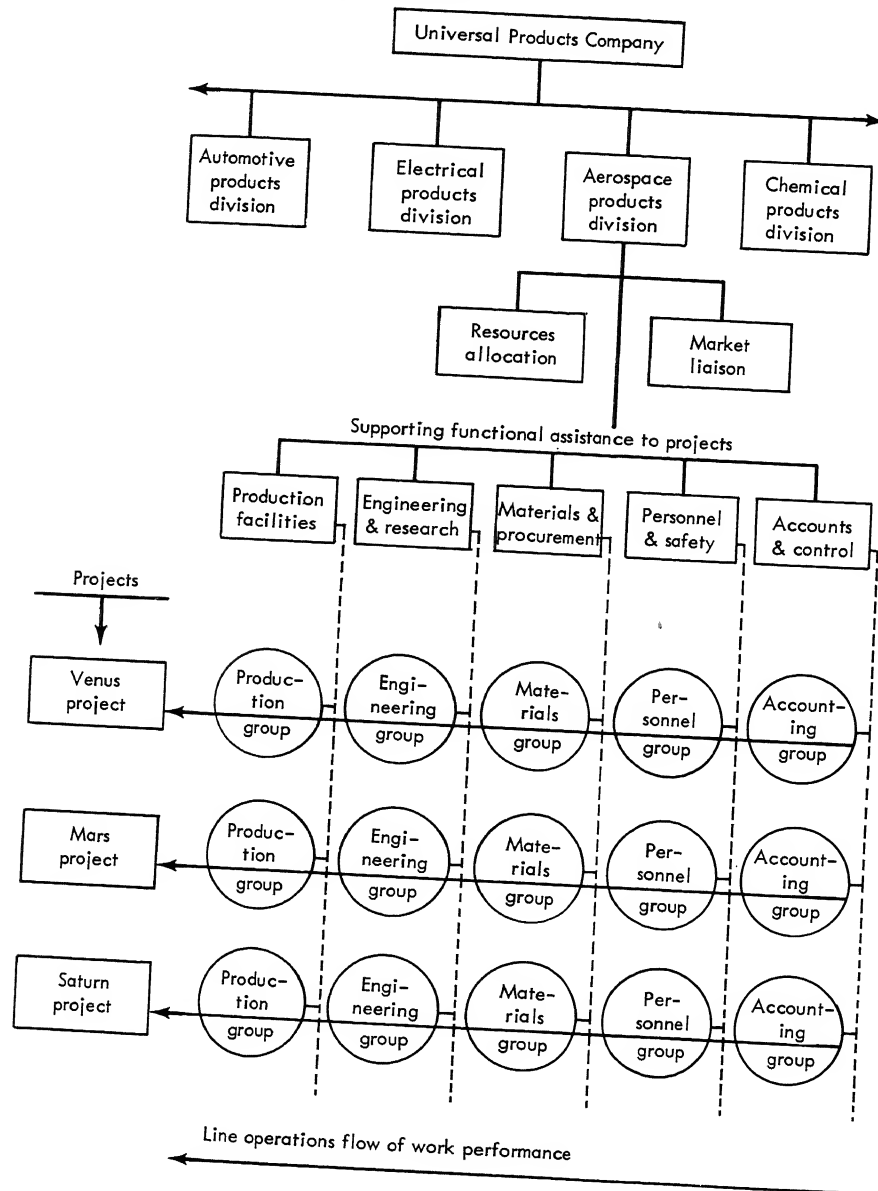 Universal Products Company
Automotive
products
division
Electrical
products
division
Aerospace
products
division
Chemical
products
division
Resources
allocation
Market
liaison
Supporting functional assistance to projects
Production
facilities
Engineering
& research
Materials &
procurement
Personnel
& safety
Accounts
& control
Projects
Venus
project
Produc-
tion
group
Engi-
neering
group
Mate-
rials
group
Per-
sonnel
group
Account-
ing
group
Mars
project
Produc-
tion
group
Engi-
neering
group
Mate-
rials
group
Per-
sonnel
group
Account-
ing
group
Saturn
project
Produc-
tion
group
Engi-
neering
group
Mate-
rials
group
Per-
sonnel
group
Account-
ing
group
Line operations flow of work performance